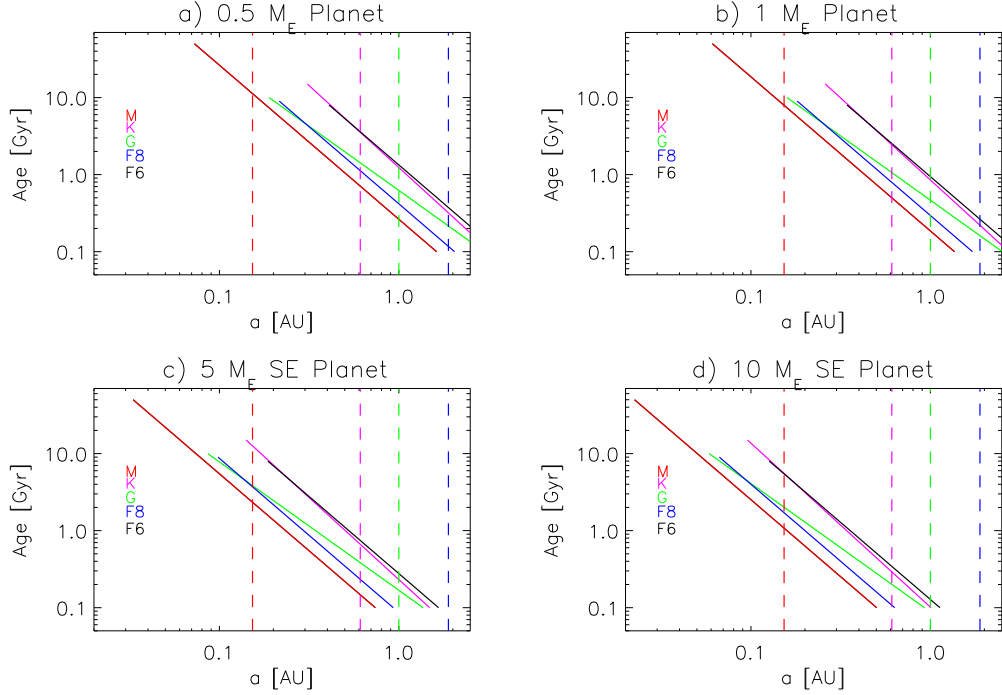 a) 0.5 M_E Planet
Age [Gyr]
10.0
1.0
0.1
M
K
G
F8
F6
0.1
1.0
a [AU]
b) 1 M_E Planet
Age [Gyr]
10.0
1.0
0.1
M
K
G
F8
F6
0.1
1.0
a [AU]
c) 5 M_E SE Planet
Age [Gyr]
10.0
1.0
0.1
M
K
G
F8
F6
0.1
1.0
a [AU]
d) 10 M_E SE Planet
Age [Gyr]
10.0
1.0
0.1
M
K
G
F8
F6
0.1
1.0
a [AU]